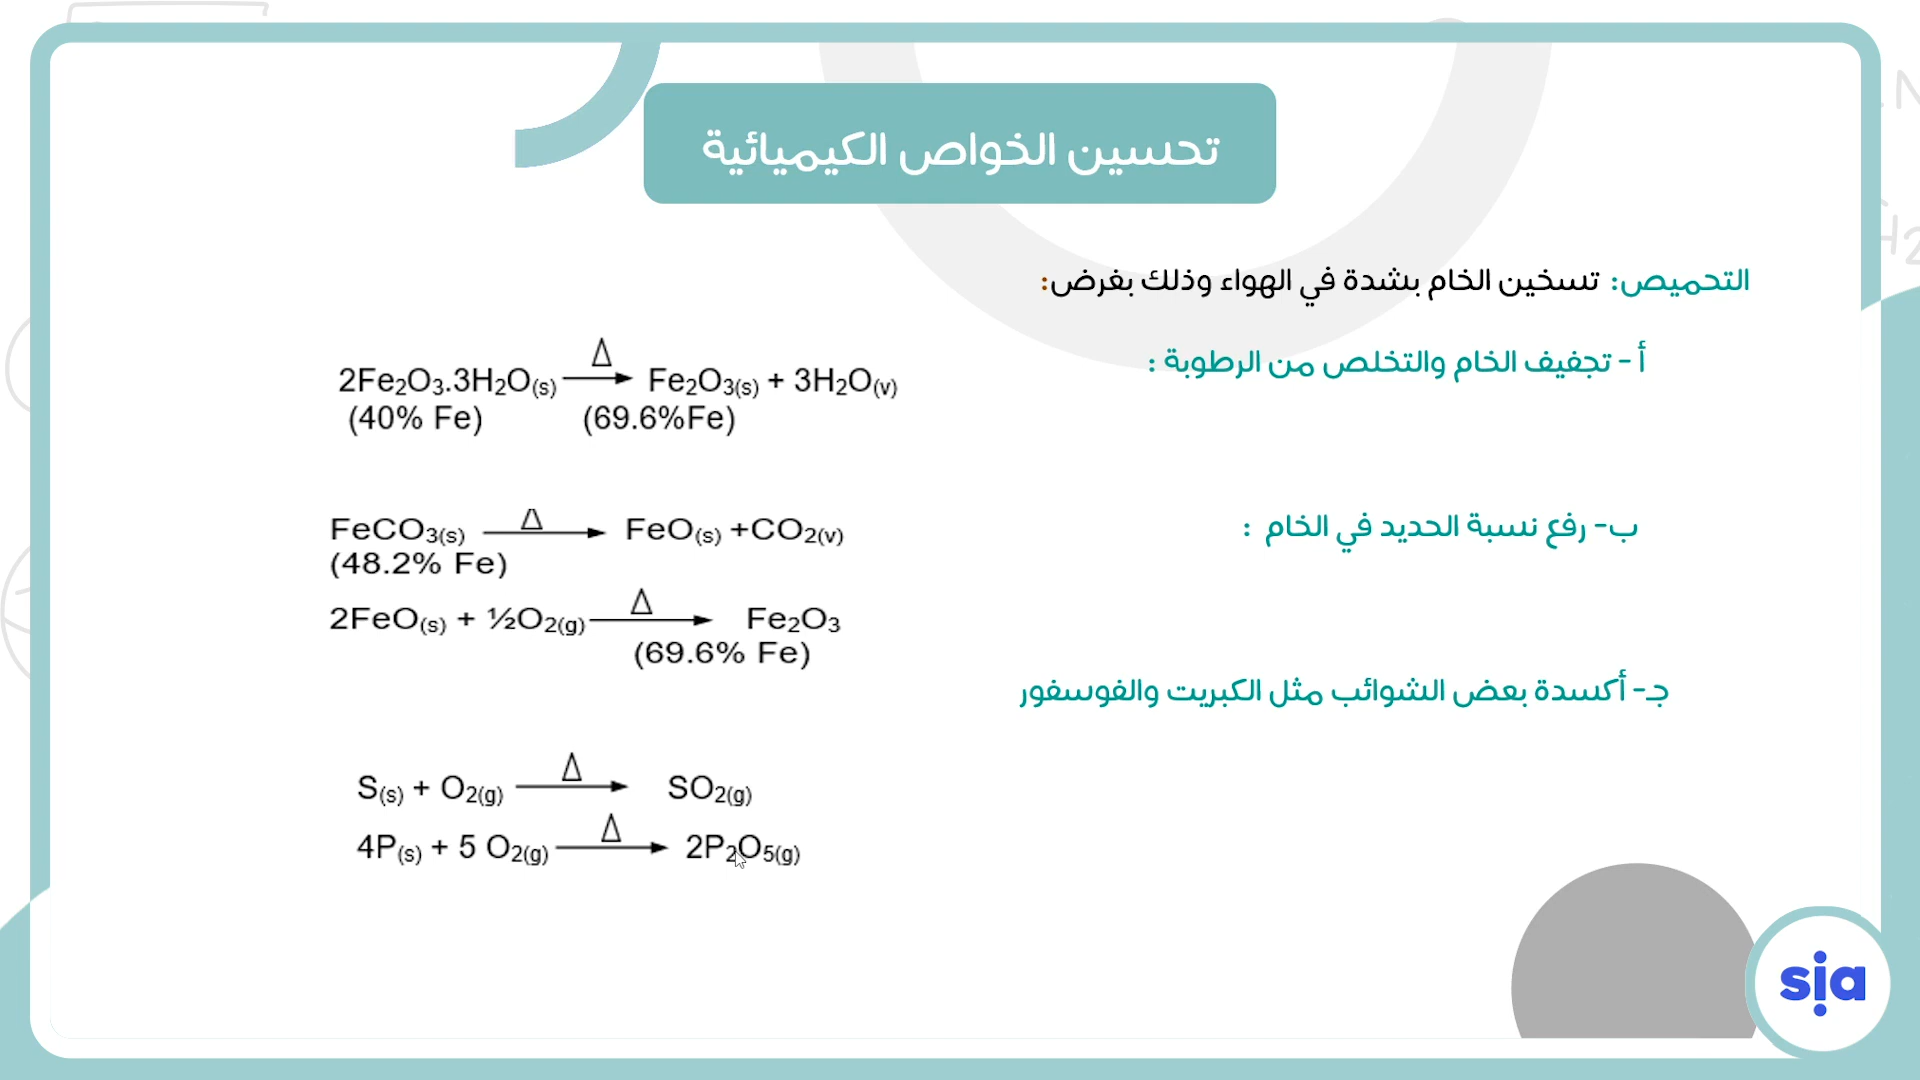 تحسين الخواص الكيميائية
التحميص: تسخين الخام بشدة في الهواء وذلك بغرض:
أ - تجفيف الخام والتخلص من الرطوبة :
Δ
2Fe₂O₃.3H₂O(s) → Fe₂O₃(s) + 3H₂O(v)
(40% Fe) (69.6%Fe)
ب- رفع نسبة الحديد في الخام :
Δ
FeCO₃(s) → FeO(s) +CO₂(v)
(48.2% Fe)
Δ
2FeO(s) + ½O₂(g) → Fe₂O₃
(69.6% Fe)
جـ- أكسدة بعض الشوائب مثل الكبريت والفوسفور
Δ
S(s) + O₂(g) → SO₂(g)
Δ
4P(s) + 5 O₂(g) → 2P₂O₅(g)
sia